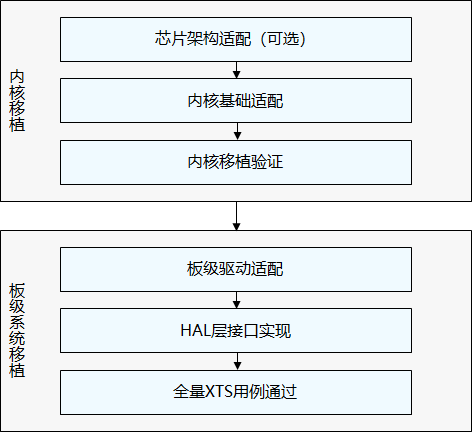 内核移植
芯片架构适配（可选）
内核基础适配
内核移植验证
板级系统移植
板级驱动适配
HAL层接口实现
全量XTS用例通过